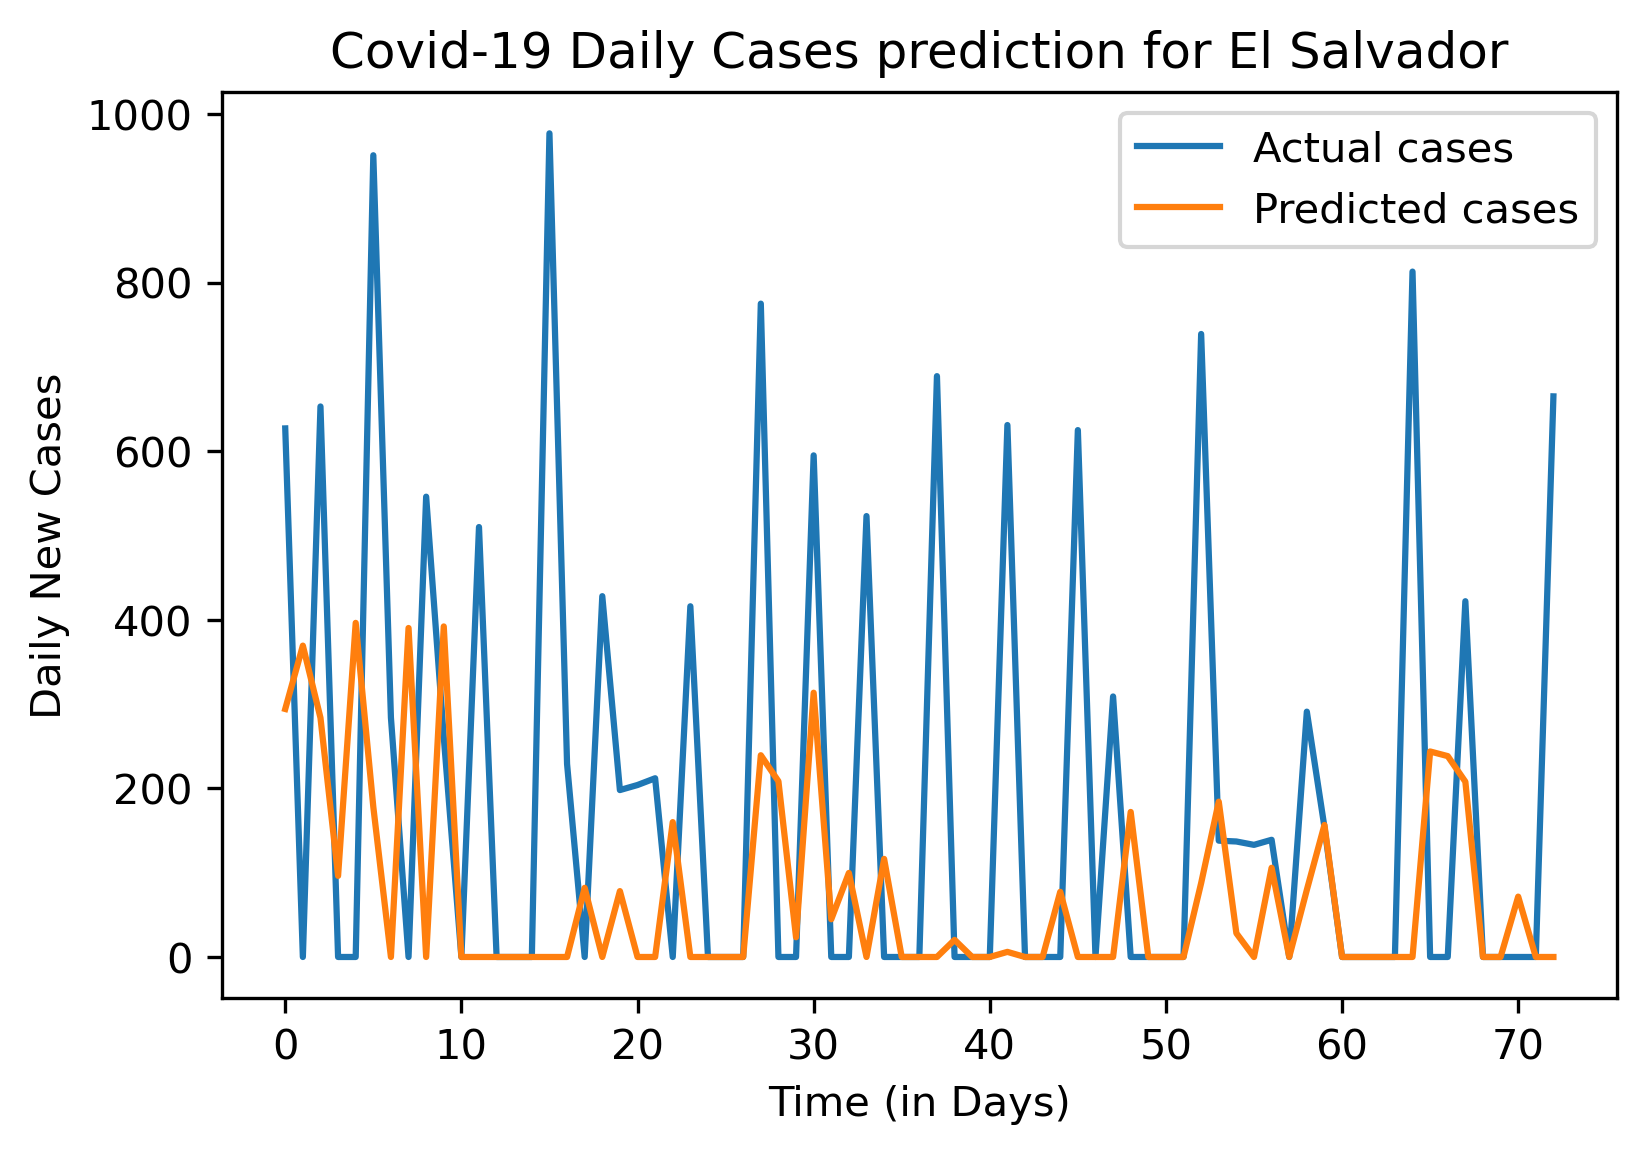 Covid-19 Daily Cases prediction for El Salvador
Actual cases
Predicted cases
Daily New Cases
1000
800
600
400
200
0
0 10 20 30 40 50 60 70
Time (in Days)